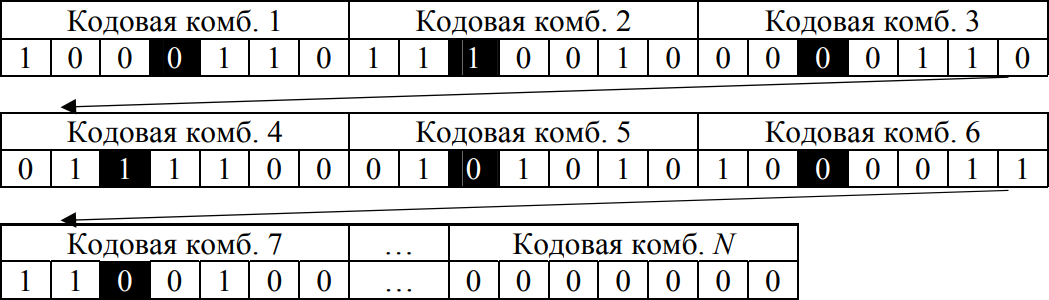 Кодовая комб. 1 Кодовая комб. 2 Кодовая комб. 3
1 0 0 0 1 1 0 1 1 1 0 0 1 0 0 0 0 0 1 1 0
Кодовая комб. 4 Кодовая комб. 5 Кодовая комб. 6
0 1 1 1 1 0 0 0 1 0 1 0 1 0 1 0 0 0 0 1 1
Кодовая комб. 7 … Кодовая комб. N
1 1 0 0 1 0 0 … 0 0 0 0 0 0 0